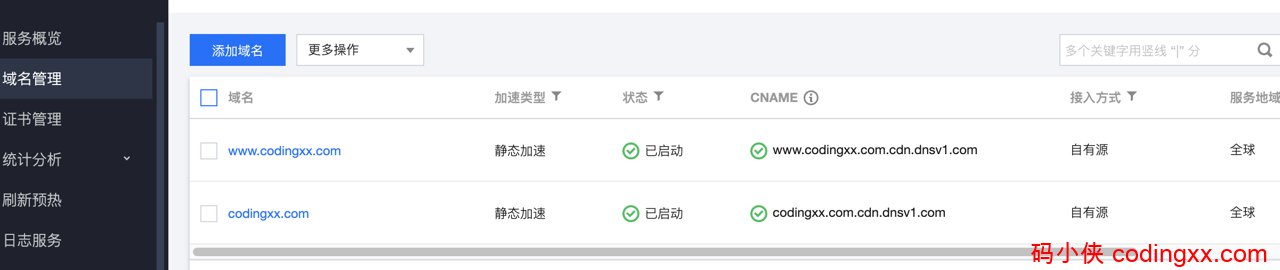 服务概览
域名管理
证书管理
统计分析
刷新预热
日志服务
添加域名 更多操作 多个关键字用竖线 “|” 分
域名 加速类型 状态 CNAME 接入方式 服务地域
www.codingxx.com 静态加速 已启动 www.codingxx.com.cdn.dnsv1.com 自有源 全球
codingxx.com 静态加速 已启动 codingxx.com.cdn.dnsv1.com 自有源 全球
码小侠 codingxx.com